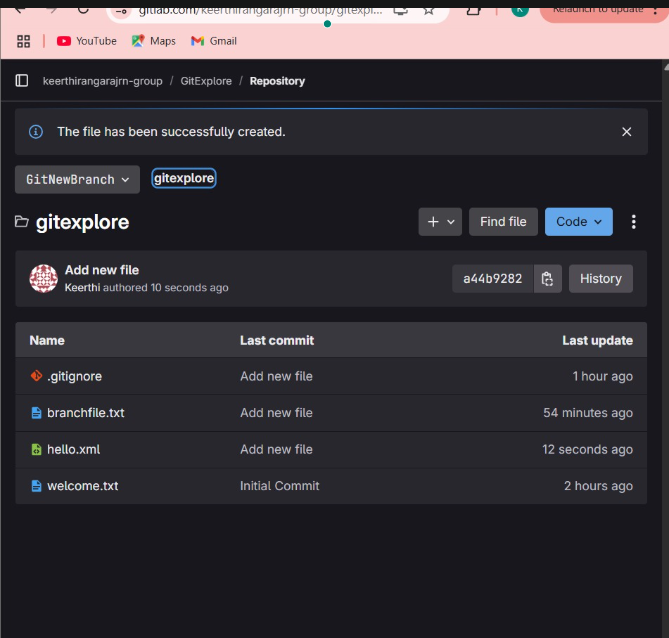 gitlab.com/keerthirangarajrn-group/gitexplo...
K
Relaunch to update
YouTube
Maps
Gmail
keerthirangarajrn-group / GitExplore / Repository
The file has been successfully created.
GitNewBranch
gitexplore
gitexplore
Find file
Code
Add new file
Keerthi authored 10 seconds ago
a44b9282
History
Name Last commit Last update
.gitignore Add new file 1 hour ago
branchfile.txt Add new file 54 minutes ago
hello.xml Add new file 12 seconds ago
welcome.txt Initial Commit 2 hours ago